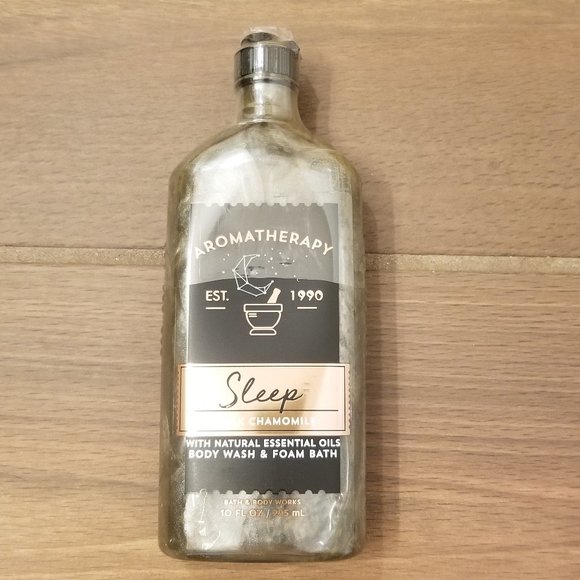 AROMATHERAPY
EST. 1990
Sleep
CHAMOMILE
WITH NATURAL ESSENTIAL OILS
BODY WASH & FOAM BATH
BATH & BODY WORKS
10 FL OZ / 295 mL